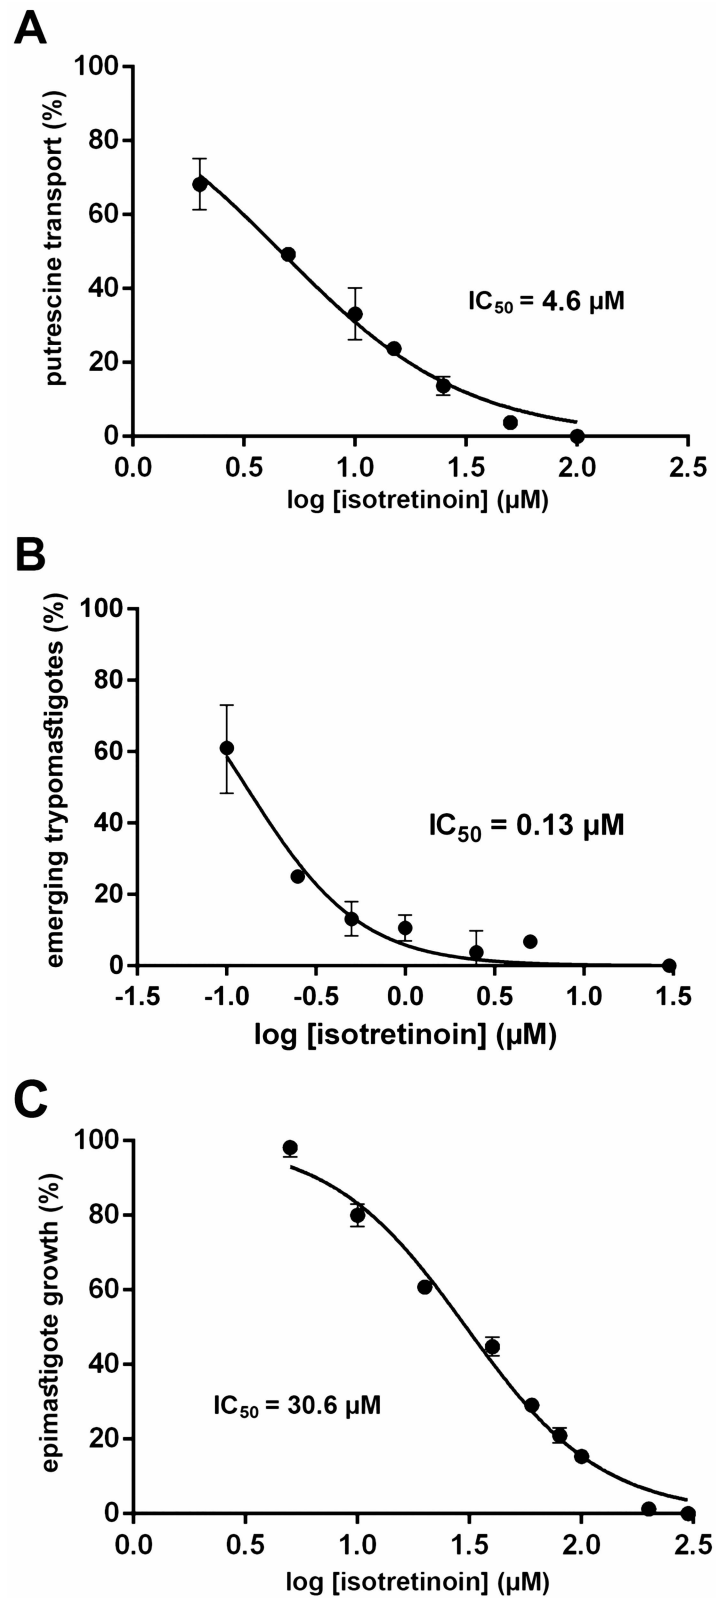 A
putrescine transport (%)
100
80
60
40
20
0
IC50 = 4.6 µM
0.0 0.5 1.0 1.5 2.0 2.5
log [isotretinoin] (µM)
B
emerging trypomastigotes (%)
100
80
60
40
20
0
IC50 = 0.13 µM
-1.5 -1.0 -0.5 0.0 0.5 1.0 1.5
log [isotretinoin] (µM)
C
epimastigote growth (%)
100
80
60
40
20
0
IC50 = 30.6 µM
0.0 0.5 1.0 1.5 2.0 2.5
log [isotretinoin] (µM)